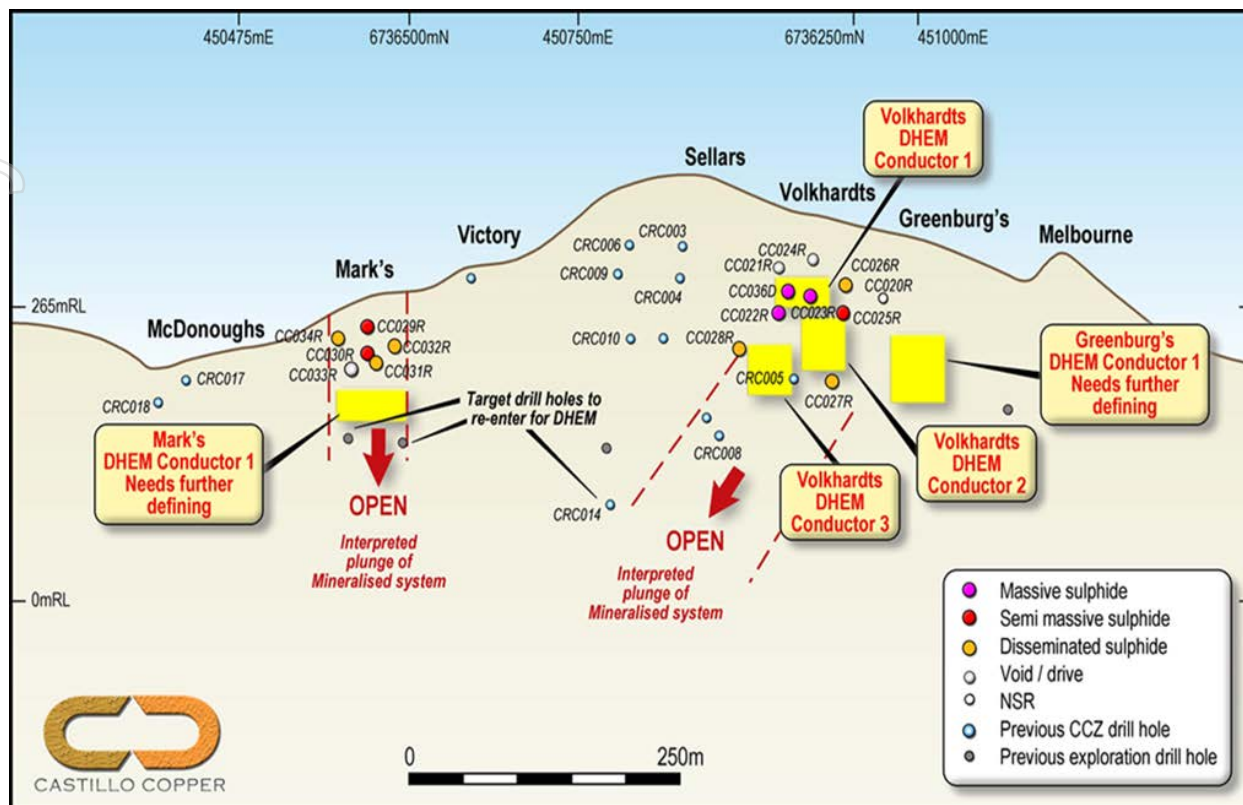 450475mE
6736500mN
450750mE
6736250mN
451000mE
Volkhardts
DHEM
Conductor 1
Sellars
Volkhardts
Greenburg's
Melbourne
Victory
Mark's
McDonoughs
265mRL
CRC006
CRC003
CRC009
CRC004
CRC010
CC024R
CC021R
CC026R
CC020R
CC036D
CC022R
CC023R
CC025R
CC028R
CRC005
CC027R
CC034R
CC029R
CC030R
CC032R
CC033R
CC031R
CRC017
CRC018
Target drill holes to
re-enter for DHEM
Greenburg's
DHEM Conductor 1
Needs further
defining
Mark's
DHEM Conductor 1
Needs further
defining
CRC008
CRC014
Volkhardts
DHEM
Conductor 3
Volkhardts
DHEM
Conductor 2
OPEN
Interpreted
plunge of
Mineralised system
OPEN
Interpreted
plunge of
Mineralised system
0mRL
Massive sulphide
Semi massive sulphide
Disseminated sulphide
Void / drive
NSR
Previous CCZ drill hole
Previous exploration drill hole
CASTILLO COPPER
0
250m